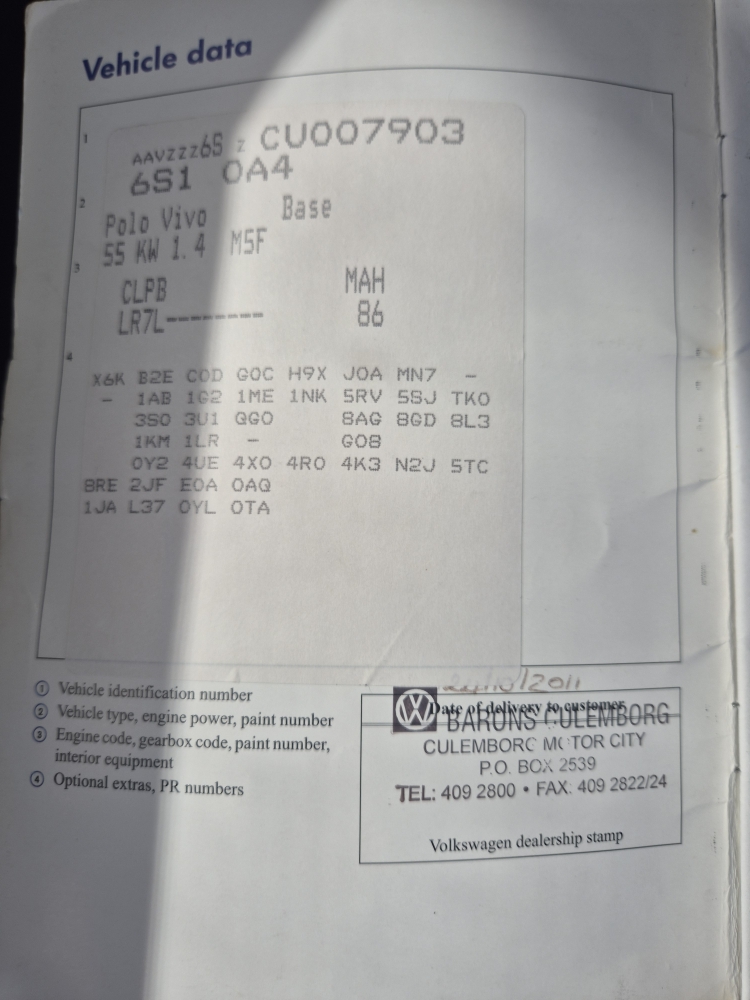 Vehicle data
1
AAVZZZ6S Z CU007903
6S1 0A4
2
Polo Vivo Base
55 KW 1.4 M5F
3
CLPB MAH
LR7L--------- 86
4
X6K B2E C0D G0C H9X J0A MN7 -
- 1AB 1G2 1ME 1NK 5RV 5SJ TK0
3S0 3U1 QG0 8AG 8GD 8L3
1KM 1LR - G08
0Y2 4UE 4X0 4R0 4K3 N2J 5TC
8RE 2JF E0A 0AQ
1JA L37 0YL 0TA
① Vehicle identification number
② Vehicle type, engine power, paint number
③ Engine code, gearbox code, paint number,
interior equipment
④ Optional extras, PR numbers
24/10/2011
Date of delivery to customer
BARONS CULEMBORG
CULEMBORG MOTOR CITY
P.O. BOX 2539
TEL: 409 2800 • FAX: 409 2822/24
Volkswagen dealership stamp